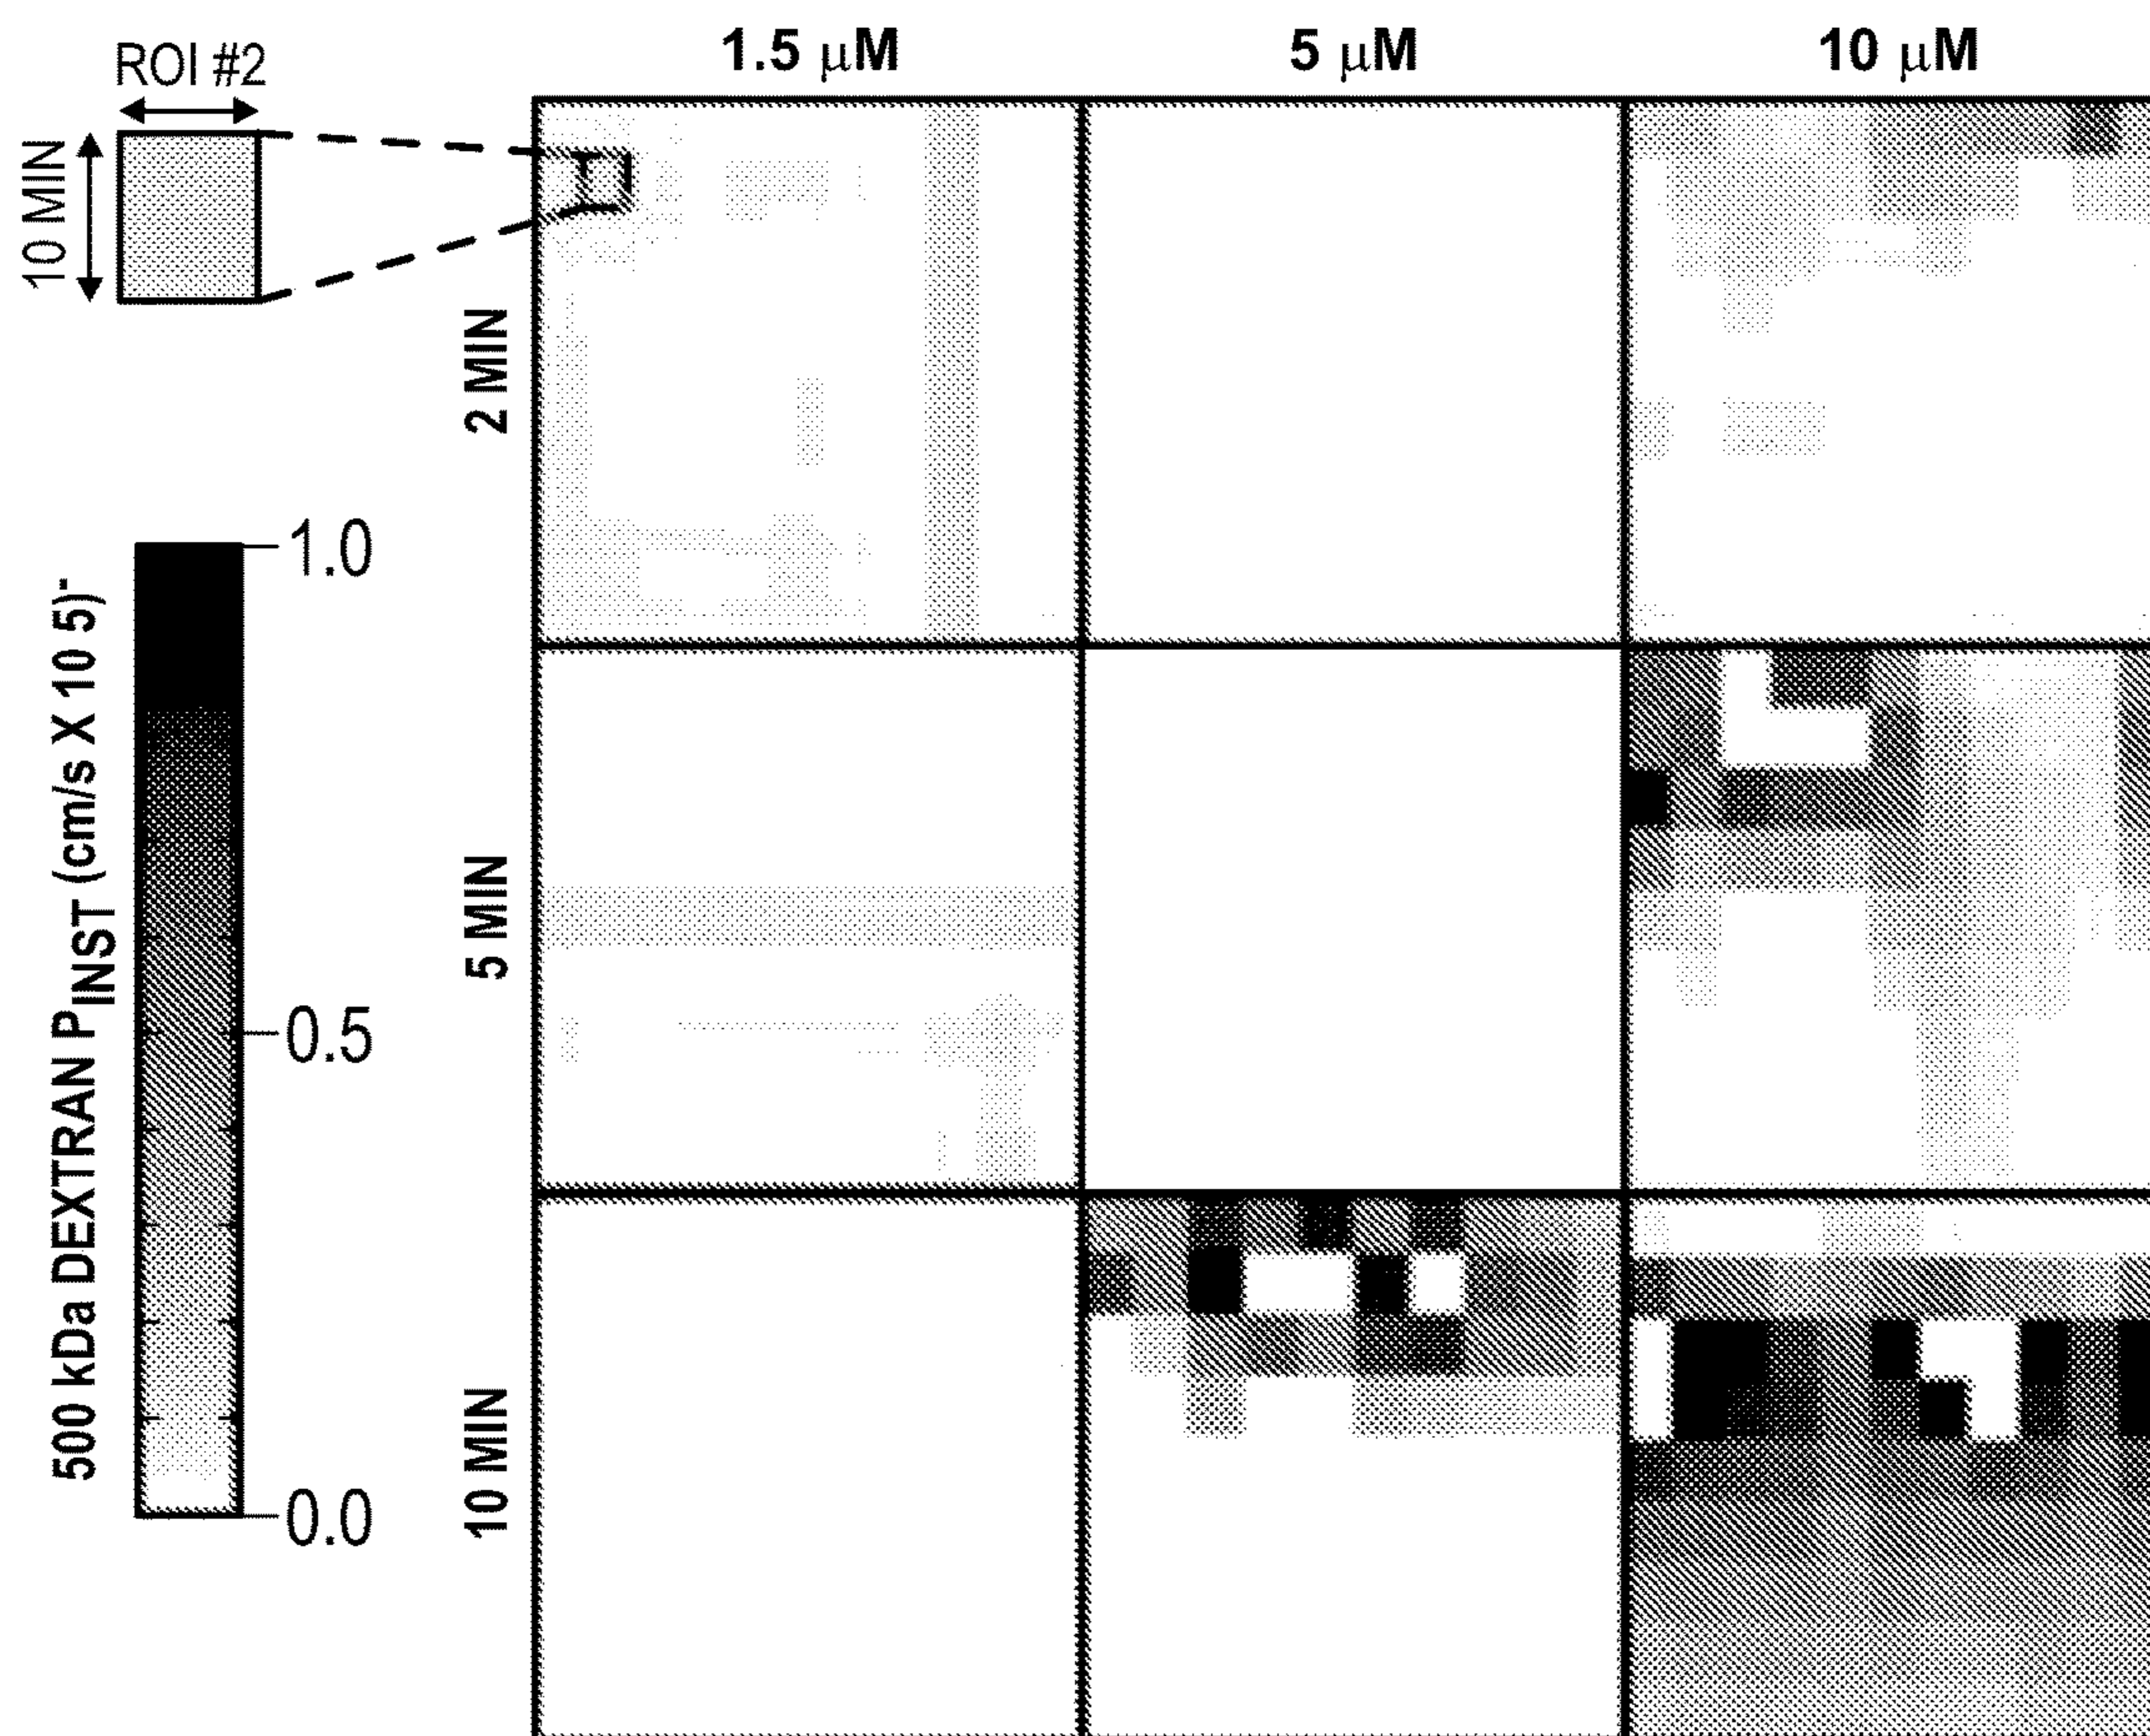 ROI #2
1.5 µM
5 µM
10 µM
10 MIN
2 MIN
5 MIN
10 MIN
500 kDa DEXTRAN PINST (cm/s X 10 5)-
1.0
0.5
0.0